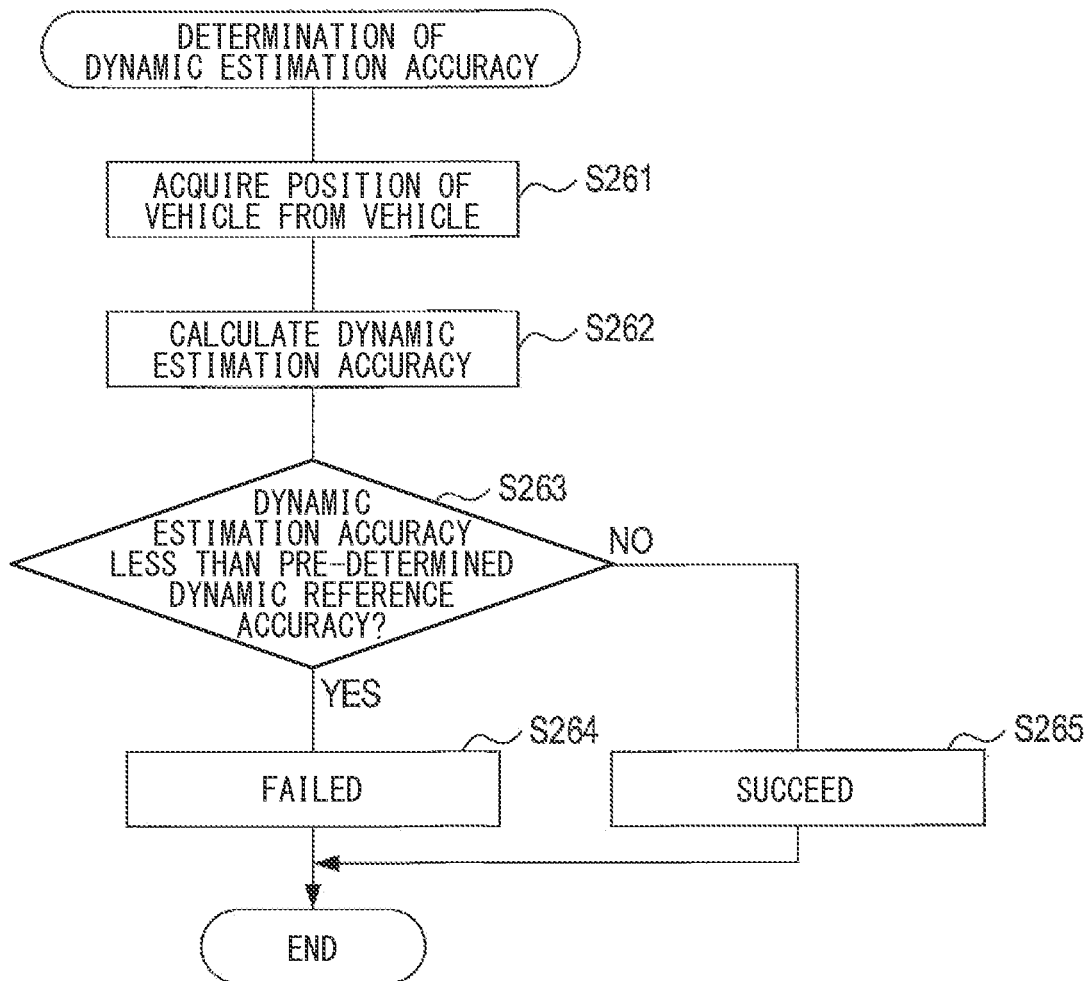 DETERMINATION OF
DYNAMIC ESTIMATION ACCURACY
ACQUIRE POSITION OF
VEHICLE FROM VEHICLE
S261
CALCULATE DYNAMIC
ESTIMATION ACCURACY
S262
S263
DYNAMIC
ESTIMATION ACCURACY
LESS THAN PRE-DETERMINED
DYNAMIC REFERENCE
ACCURACY?
NO
YES
S264
FAILED
S265
SUCCEED
END